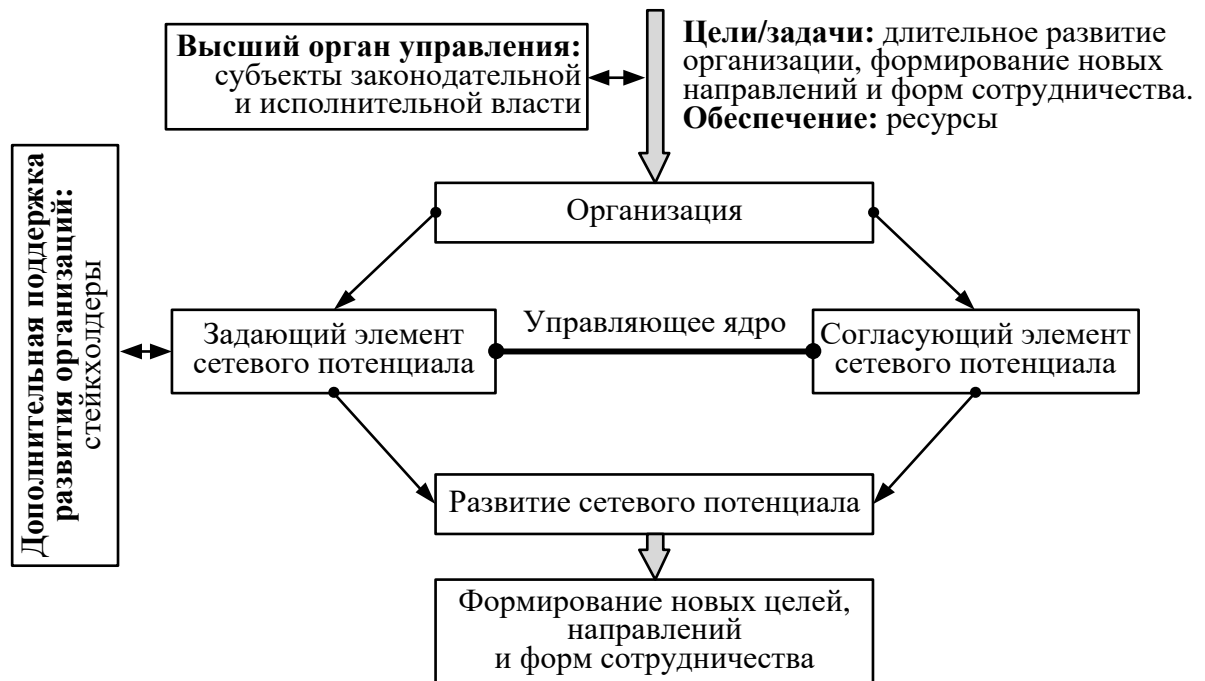 Высший орган управления:
субъекты законодательной
и исполнительной власти
Цели/задачи: длительное развитие
организации, формирование новых
направлений и форм сотрудничества.
Обеспечение: ресурсы
Дополнительная поддержка
развития организаций:
стейкхолдеры
Организация
Задающий элемент
сетевого потенциала
Управляющее ядро
Согласующий элемент
сетевого потенциала
Развитие сетевого потенциала
Формирование новых целей,
направлений
и форм сотрудничества